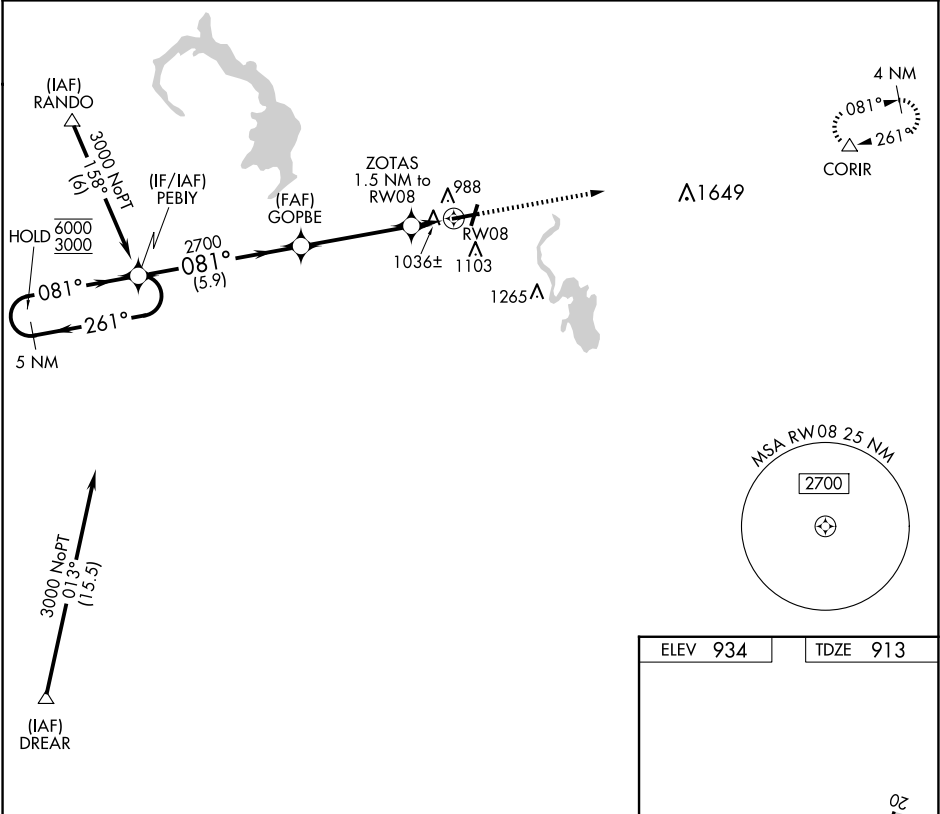 (IAF)
RANDO
3000 NoPT
158°
(6)
(IF/IAF)
PEBIY
HOLD 6000
3000
081°
261°
5 NM
2700
081°
(5.9)
(FAF)
GOPBE
ZOTAS
1.5 NM to
RW08
988
1036±
RW08
1103
1265
1649
4 NM
081°
261°
CORIR
MSA RW08 25 NM
2700
3000 NoPT
013°
(15.5)
(IAF)
DREAR
ELEV 934
TDZE 913
20